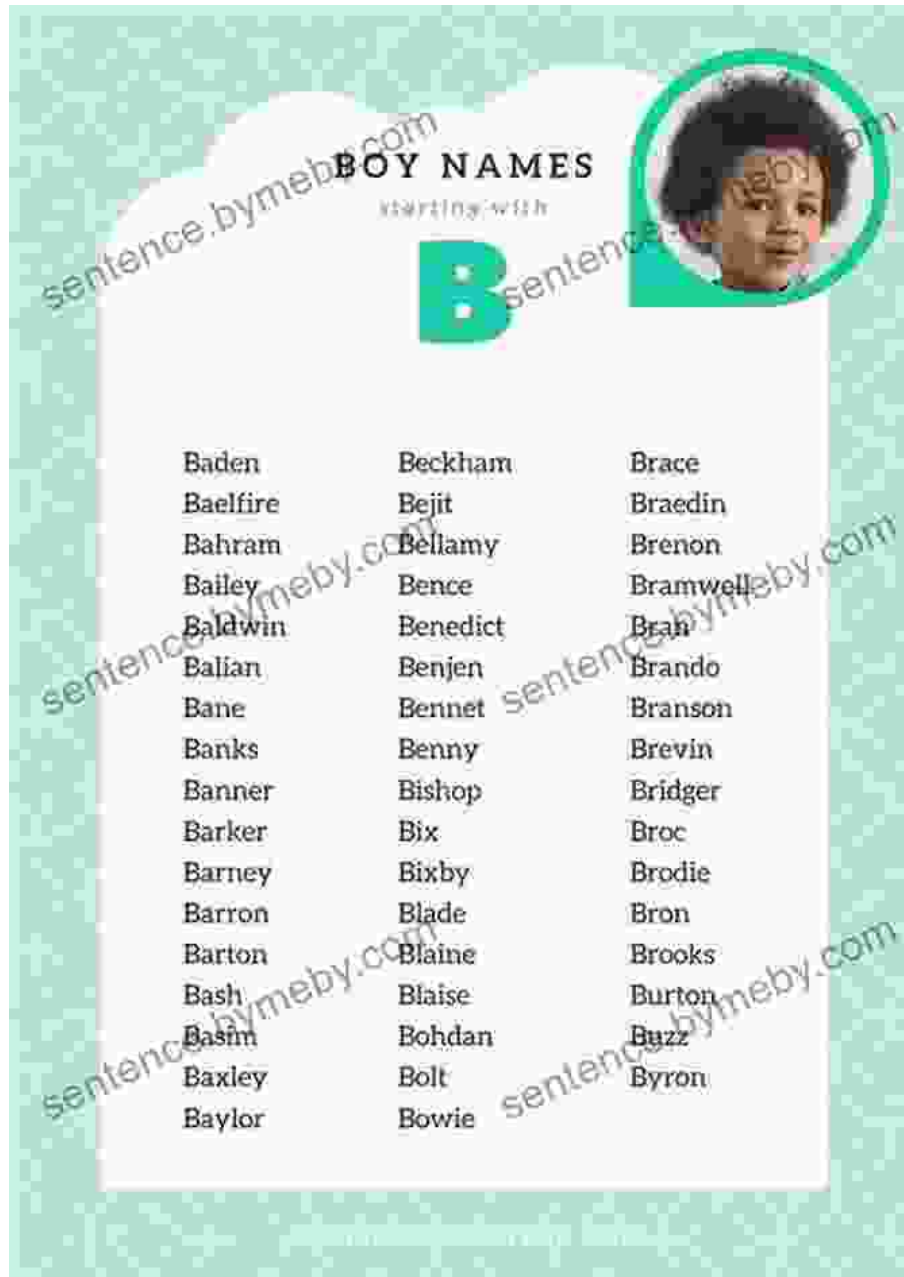 BOY NAMES
starting with
B
Baden
Baelfire
Bahram
Bailey
Baldwin
Balian
Bane
Banks
Banner
Barker
Barney
Barron
Barton
Bash
Basim
Baxley
Baylor
Beckham
Bejit
Bellamy
Bence
Benedict
Benjen
Bennet
Benny
Bishop
Bix
Bixby
Blade
Blaine
Blaise
Bohdan
Bolt
Bowie
Brace
Braedin
Brenon
Bramwell
Bran
Brando
Branson
Brevin
Bridger
Broc
Brodie
Bron
Brooks
Burton
Buzz
Byron
sentence.bymeby.com
sentence.bymeby.com
sentence.bymeby.com
sentence.bymeby.com
sentence.bymeby.com
sentence.bymeby.com